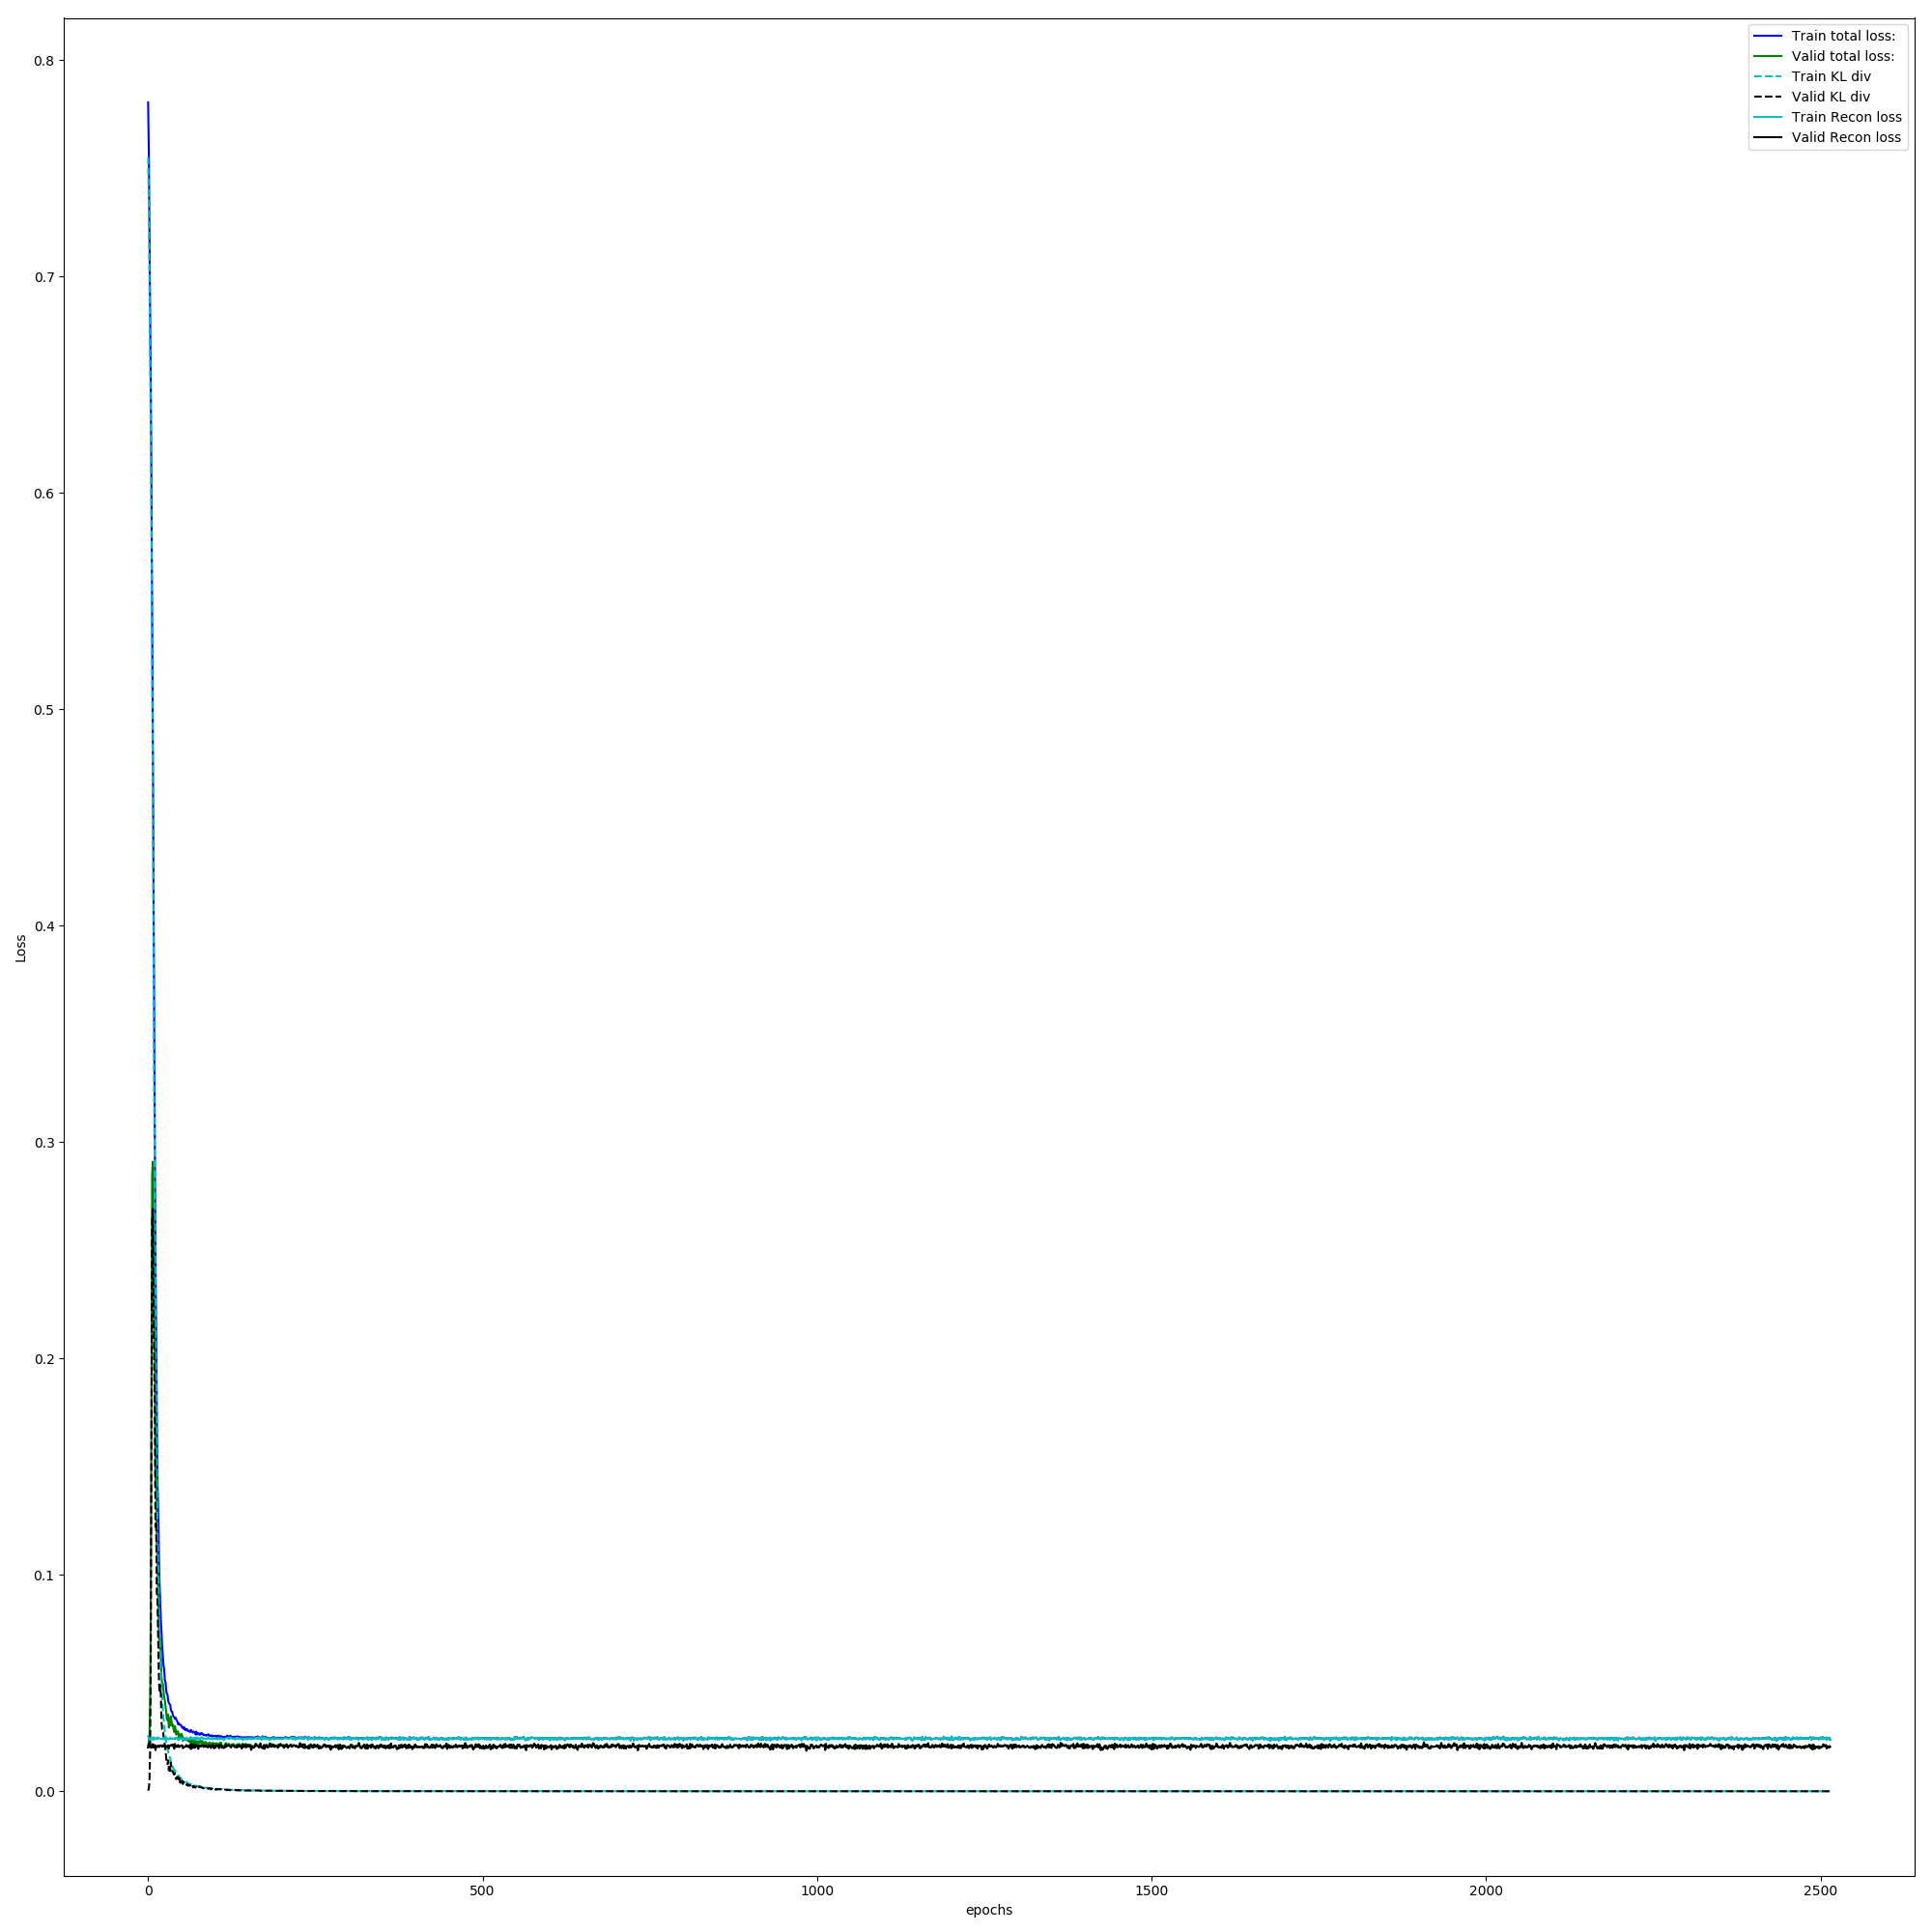 Train total loss:
Valid total loss:
Train KL div
Valid KL div
Train Recon loss
Valid Recon loss
0.8
0.7
0.6
0.5
0.4
0.3
0.2
0.1
0.0
Loss
0 500 1000 1500 2000 2500
epochs